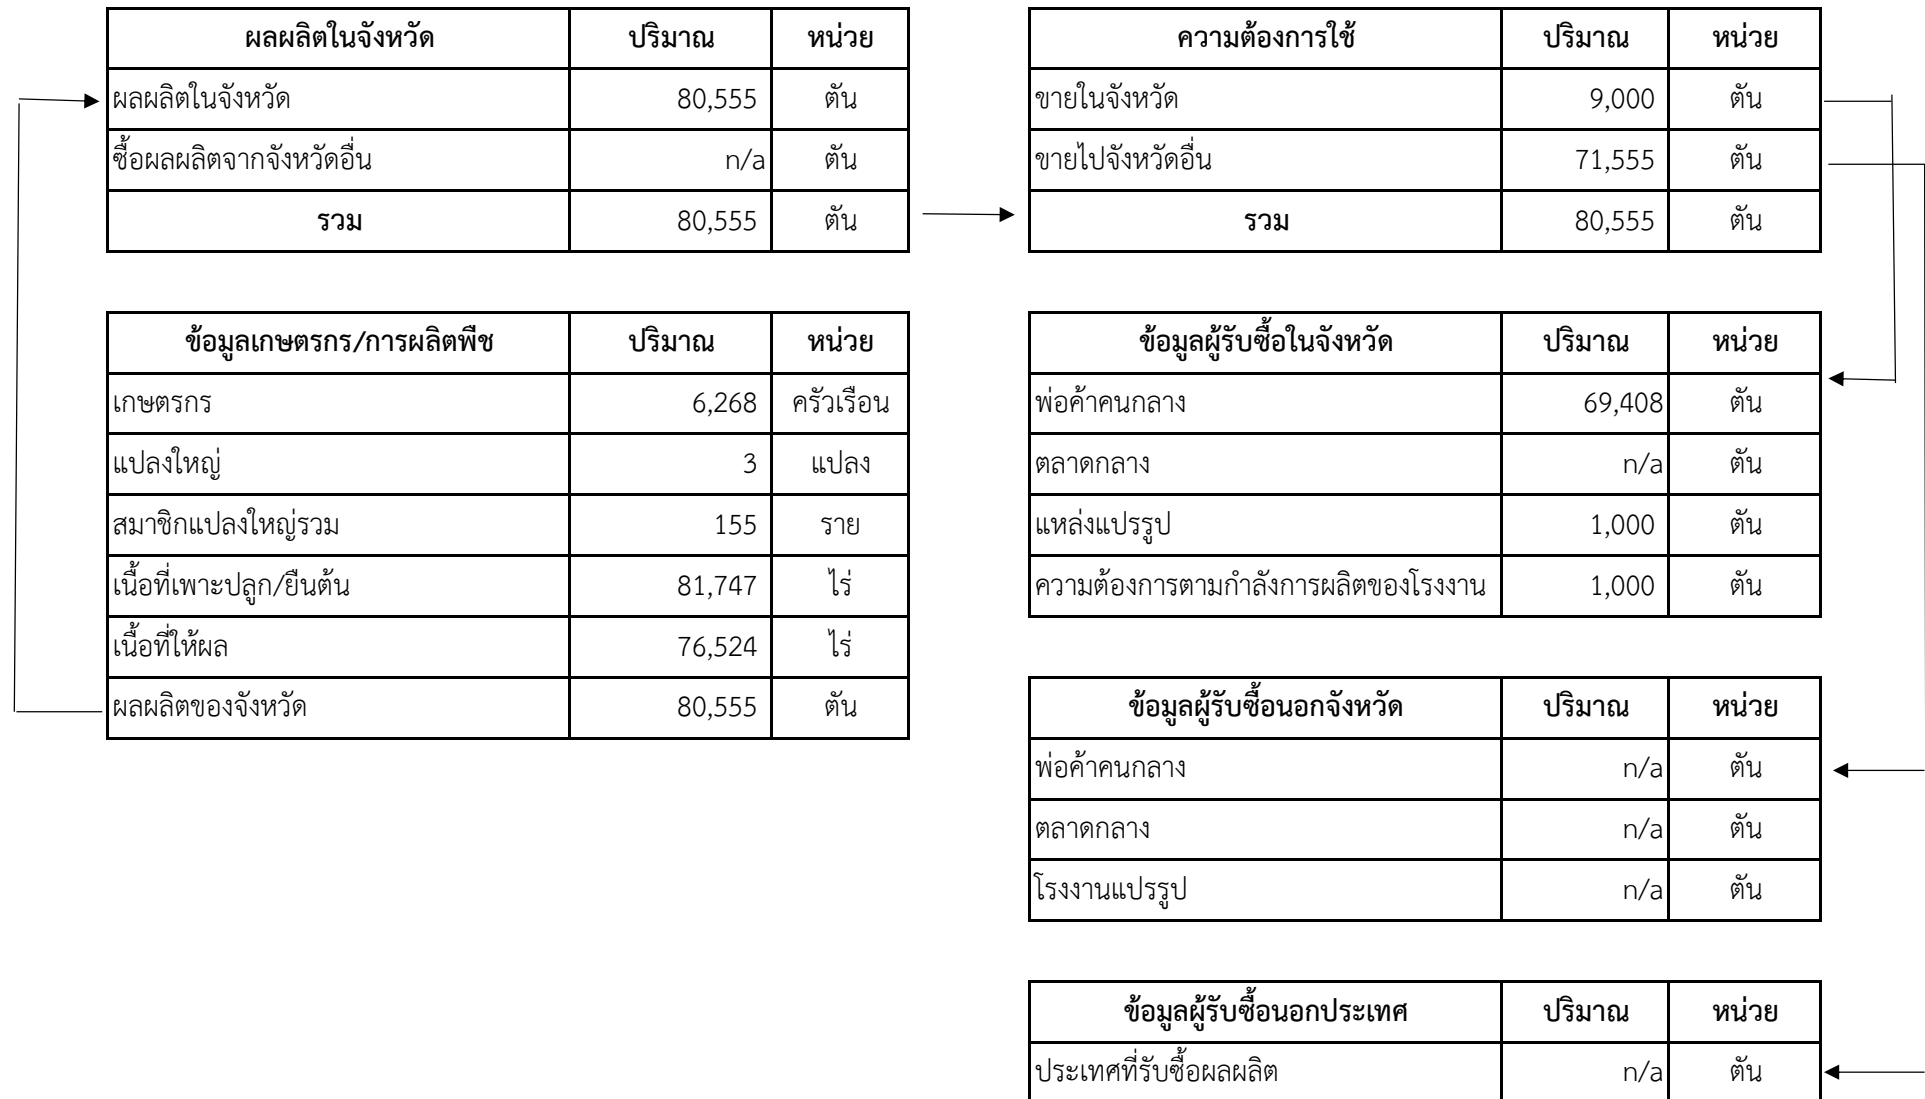 ผลผลิตในจังหวัด ปริมาณ หน่วย
ผลผลิตในจังหวัด 80,555 ตัน
ซื้อผลผลิตจากจังหวัดอื่น n/a ตัน
รวม 80,555 ตัน
ความต้องการใช้ ปริมาณ หน่วย
ขายในจังหวัด 9,000 ตัน
ขายไปจังหวัดอื่น 71,555 ตัน
รวม 80,555 ตัน
ข้อมูลเกษตรกร/การผลิตพืช ปริมาณ หน่วย
เกษตรกร 6,268 ครัวเรือน
แปลงใหญ่ 3 แปลง
สมาชิกแปลงใหญ่รวม 155 ราย
เนื้อที่เพาะปลูก/ยืนต้น 81,747 ไร่
เนื้อที่ให้ผล 76,524 ไร่
ผลผลิตของจังหวัด 80,555 ตัน
ข้อมูลผู้รับซื้อในจังหวัด ปริมาณ หน่วย
พ่อค้าคนกลาง 69,408 ตัน
ตลาดกลาง n/a ตัน
แหล่งแปรรูป 1,000 ตัน
ความต้องการตามกำลังการผลิตของโรงงาน 1,000 ตัน
ข้อมูลผู้รับซื้อนอกจังหวัด ปริมาณ หน่วย
พ่อค้าคนกลาง n/a ตัน
ตลาดกลาง n/a ตัน
โรงงานแปรรูป n/a ตัน
ข้อมูลผู้รับซื้อนอกประเทศ ปริมาณ หน่วย
ประเทศที่รับซื้อผลผลิต n/a ตัน